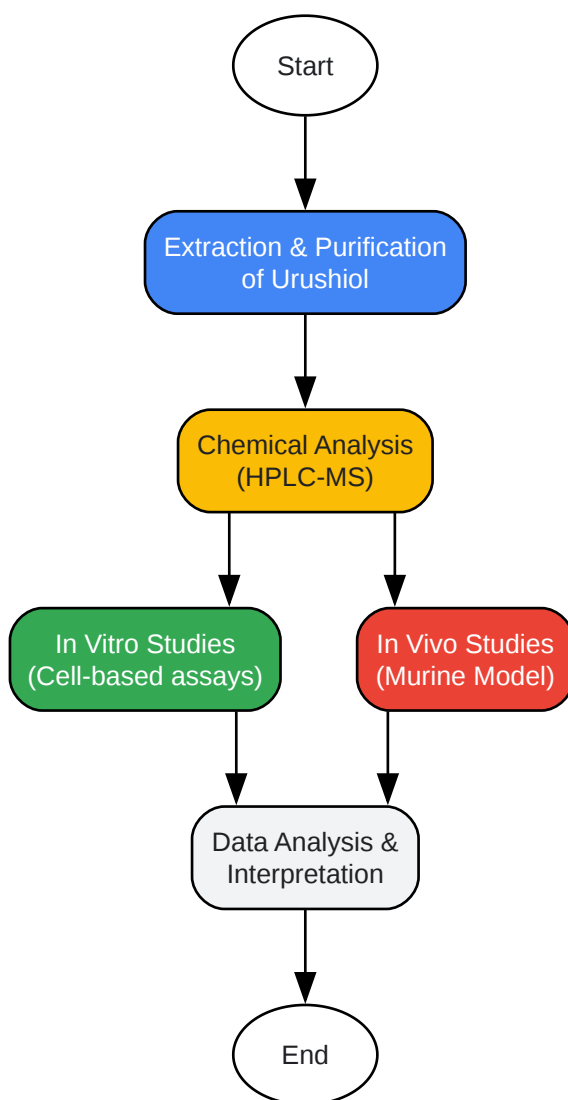 Start
Extraction & Purification
of Urushiol
Chemical Analysis
(HPLC-MS)
In Vitro Studies
(Cell-based assays)
In Vivo Studies
(Murine Model)
Data Analysis &
Interpretation
End